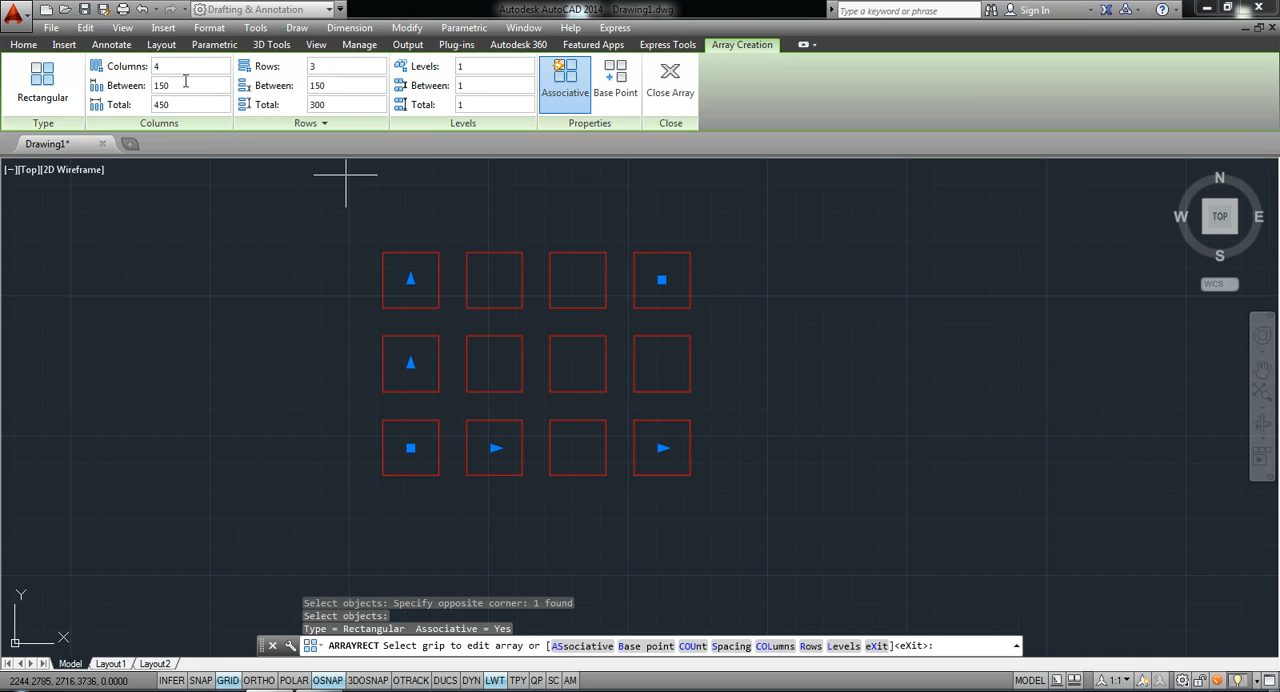 Drafting & Annotation
Autodesk AutoCAD 2014 Drawing1.dwg
Type a keyword or phrase
Sign In
File Edit View Insert Format Tools Draw Dimension Modify Parametric Window Help Express
Home Insert Annotate Layout Parametric 3D Tools View Manage Output Plug-ins Autodesk 360 Featured Apps Express Tools Array Creation
Columns: 4 Rows: 3 Levels: 1
Between: 150 Between: 150 Between: 1
Total: 450 Total: 300 Total: 1
Rectangular Associative Base Point Close Array
Type Columns Rows Levels Properties Close
Drawing1*
[−][Top][2D Wireframe]
N
W TOP E
S
WCS
Y
X
Select objects: Specify opposite corner: 1 found
Select objects:
Type = Rectangular Associative = Yes
ARRAYRECT Select grip to edit array or [ASsociative Base point COUnt Spacing COLumns Rows Levels eXit]<eXit>:
Model Layout1 Layout2
2244.2785, 2716.3736, 0.0000 INFER SNAP GRID ORTHO POLAR OSNAP 3DOSNAP OTRACK DUCS DYN LWT TPY QP SC AM MODEL 1:1